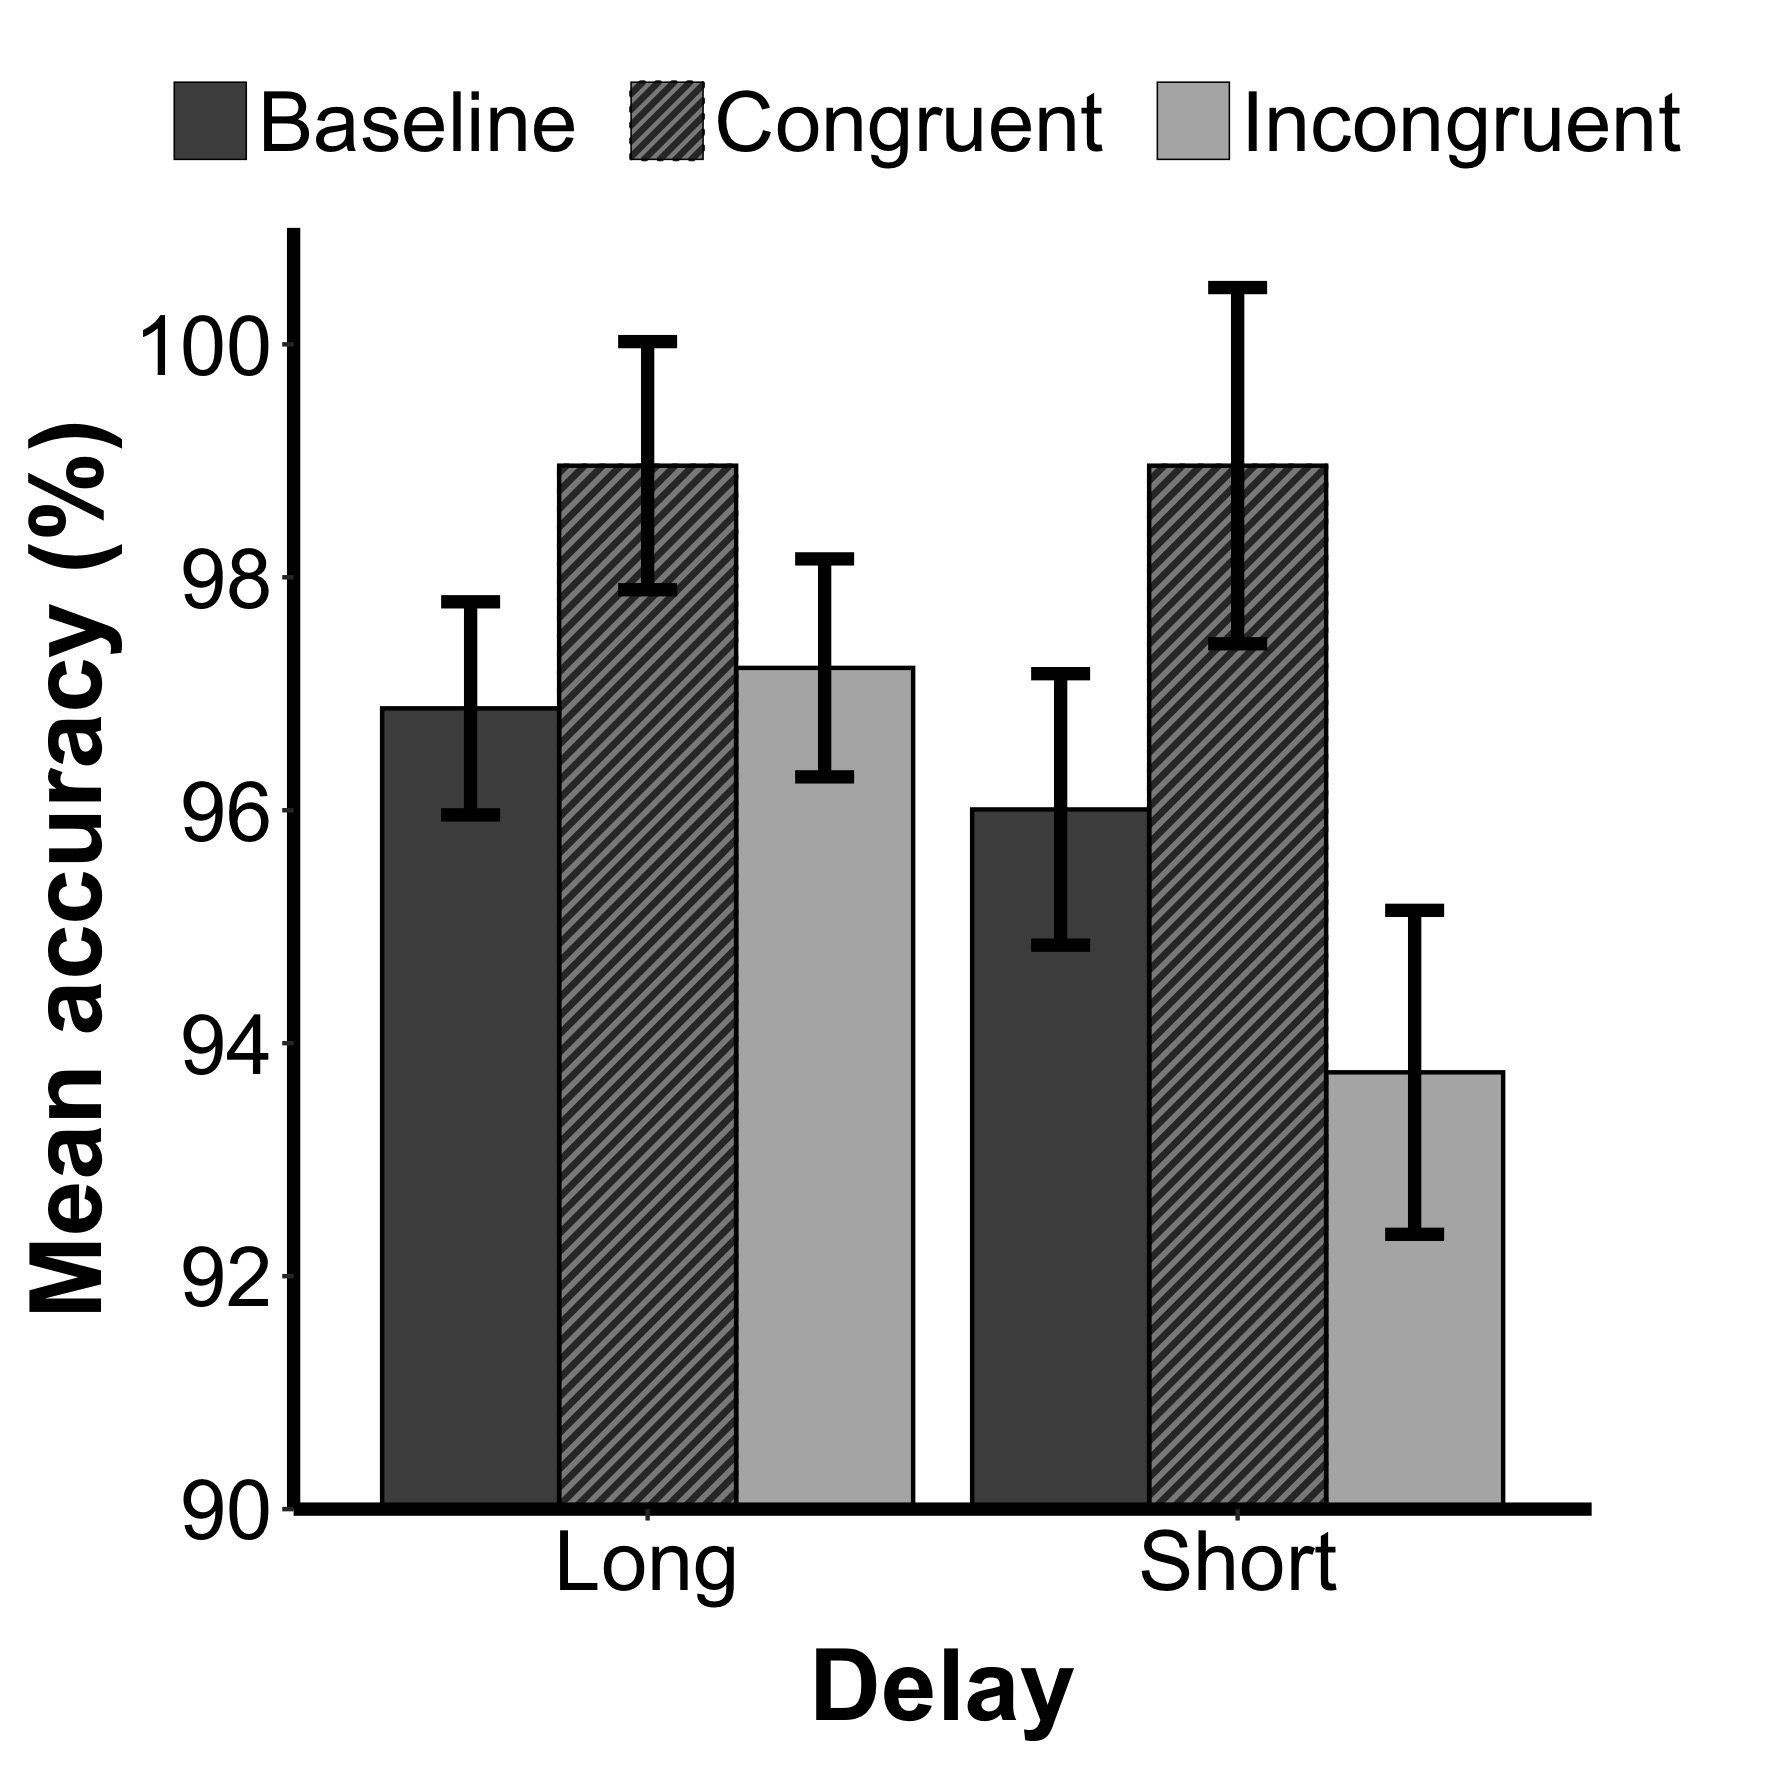 Baseline Congruent Incongruent
Mean accuracy (%)
100
98
96
94
92
90
Long Short
Delay